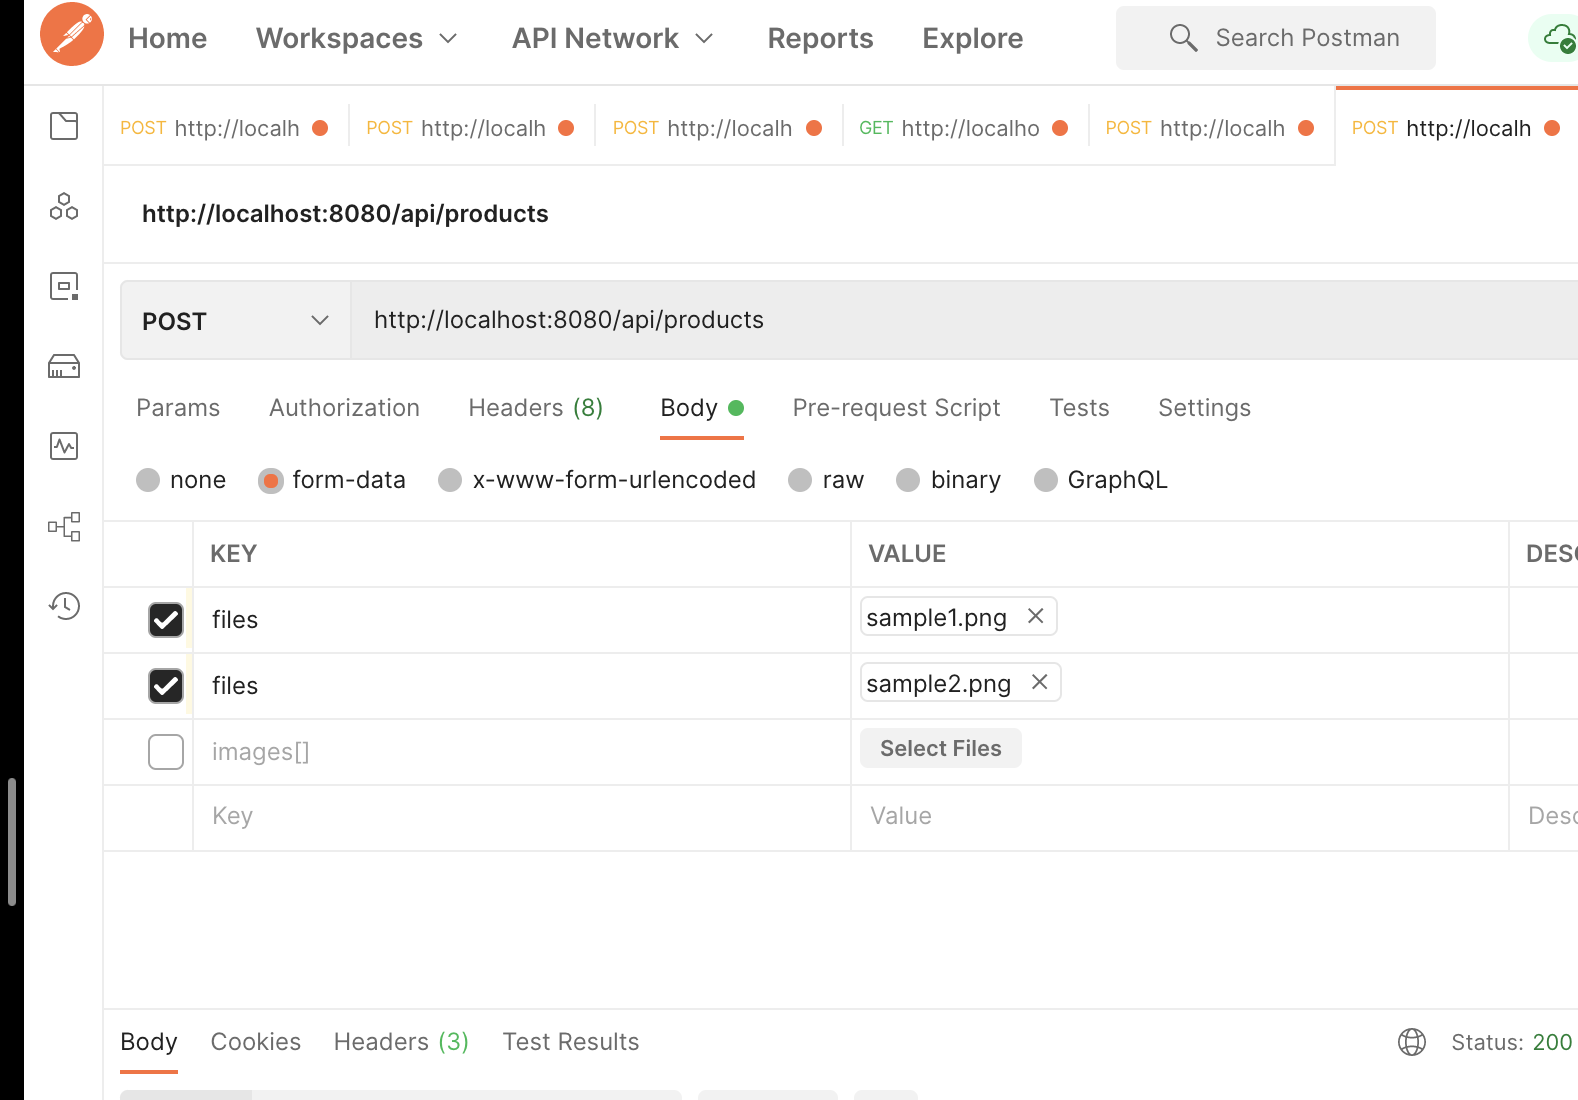 Home Workspaces API Network Reports Explore Search Postman
POST http://localh POST http://localh POST http://localh GET http://localho POST http://localh POST http://localh
http://localhost:8080/api/products
POST http://localhost:8080/api/products
Params Authorization Headers (8) Body Pre-request Script Tests Settings
none form-data x-www-form-urlencoded raw binary GraphQL
KEY VALUE DESC
files sample1.png
files sample2.png
images[] Select Files
Key Value Desc
Body Cookies Headers (3) Test Results Status: 200